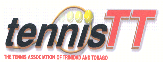 tennisTT
THE TENNIS ASSOCIATION OF TRINIDAD AND TOBAGO